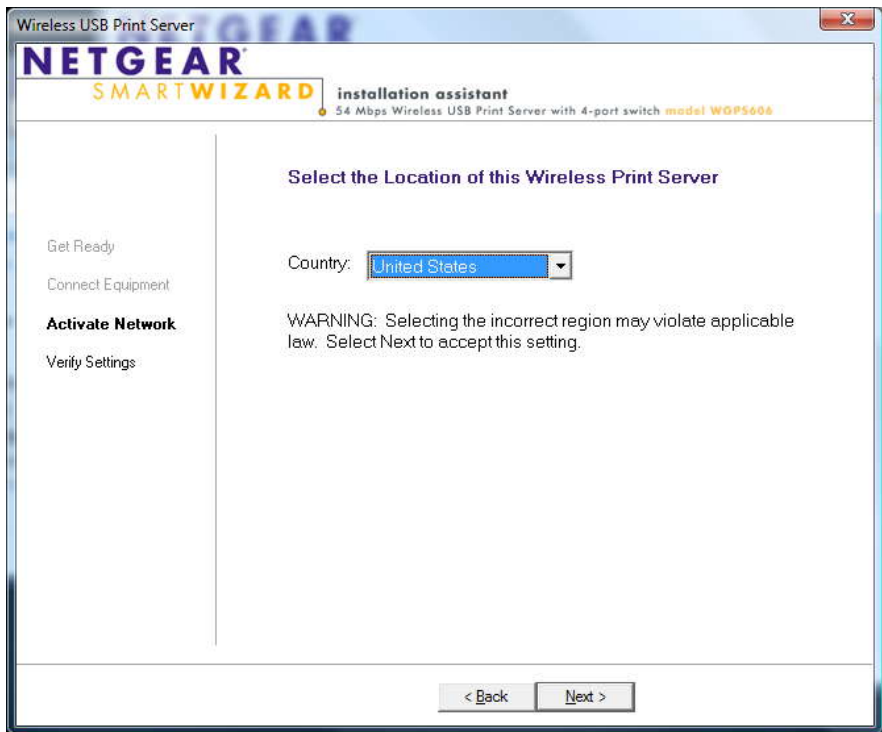 Wireless USB Print Server
NETGEAR
NETGEAR
SMARTWIZARD
installation assistant
54 Mbps Wireless USB Print Server with 4-port switch model WGPS606
Select the Location of this Wireless Print Server
Get Ready
Connect Equipment
Activate Network
Verify Settings
Country: United States
WARNING: Selecting the incorrect region may violate applicable
law. Select Next to accept this setting.
< Back
Next >